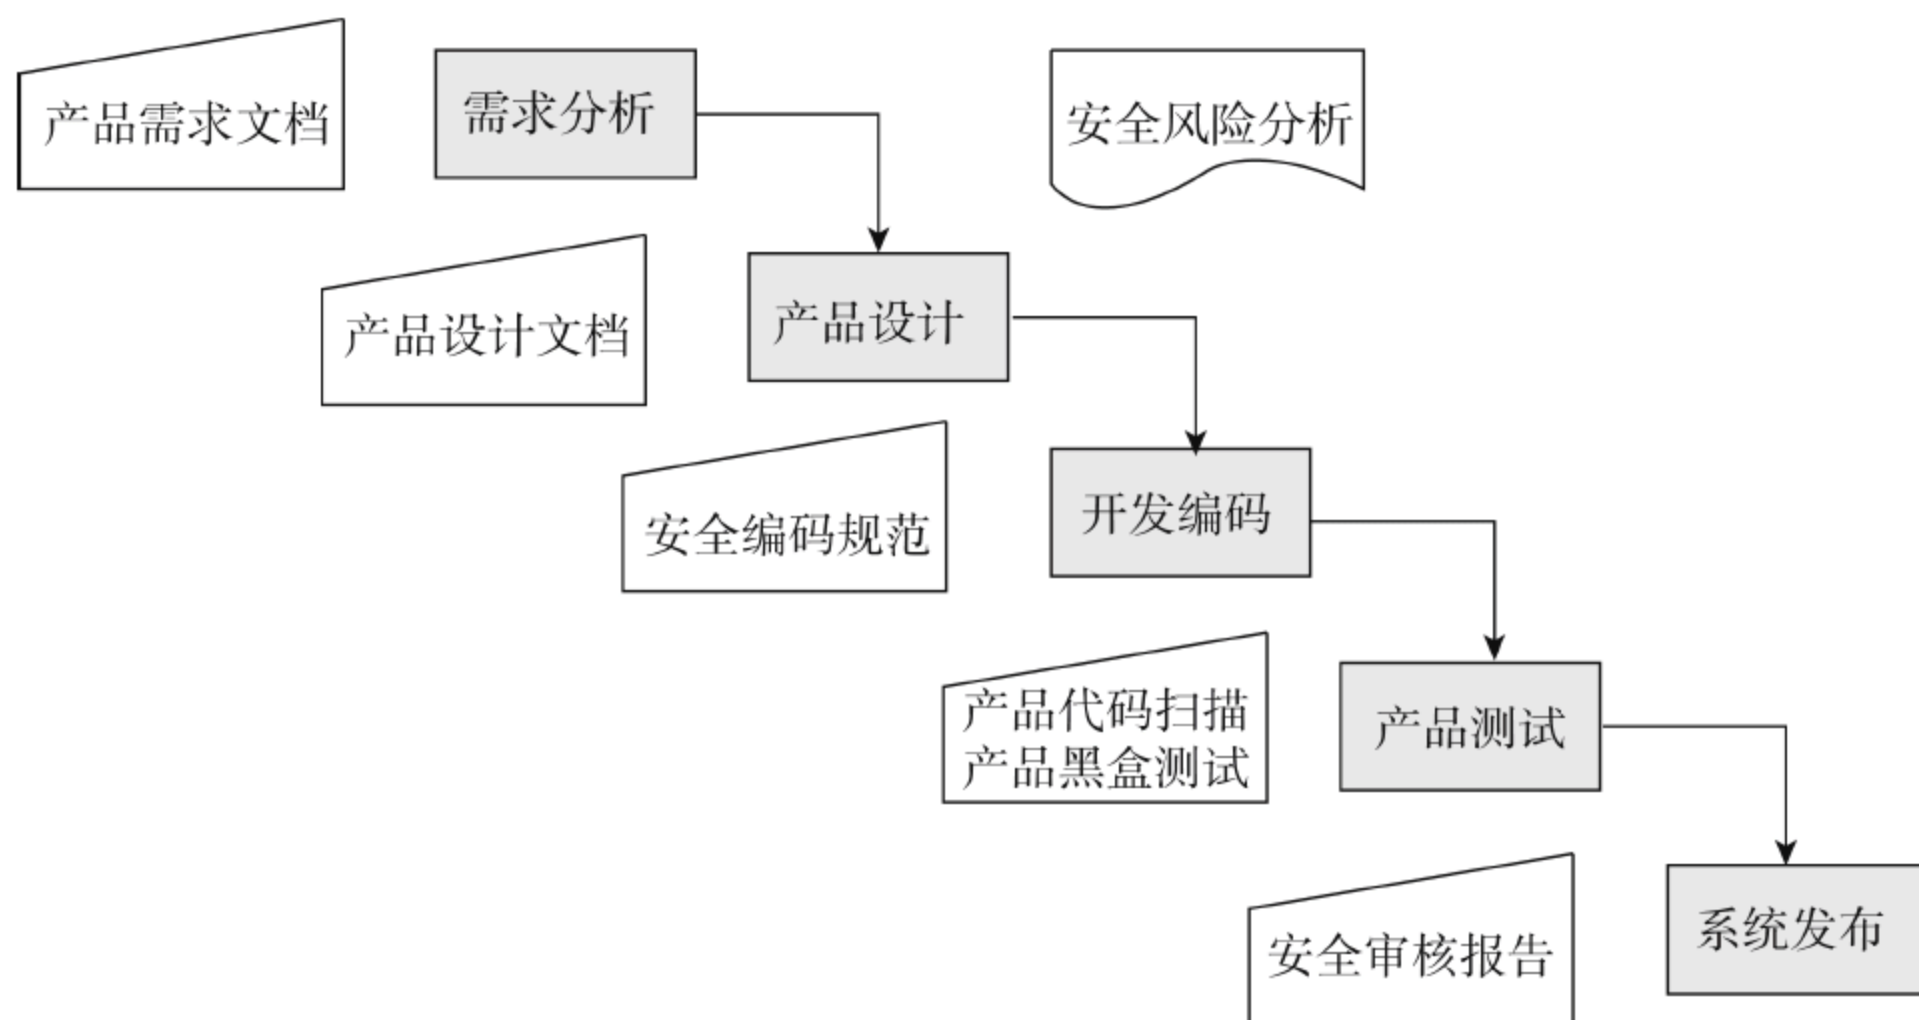 产品需求文档
需求分析
安全风险分析
产品设计文档
产品设计
安全编码规范
开发编码
产品代码扫描
产品黑盒测试
产品测试
安全审核报告
系统发布